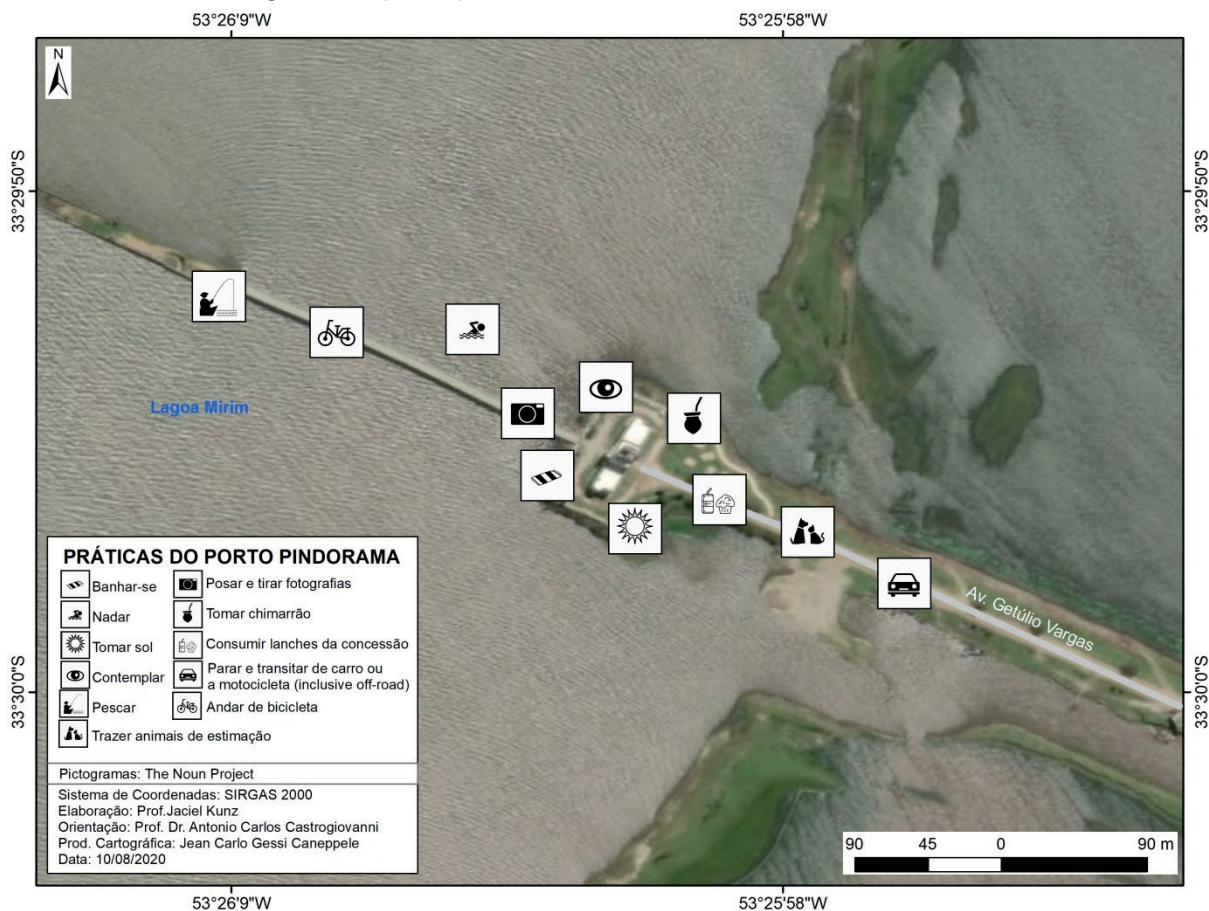 53°26'9"W
53°25'58"W
N
33°29'50"S
33°29'50"S
Lagoa Mirim
Av. Getúlio Vargas
PRÁTICAS DO PORTO PINDORAMA
Banhar-se
Posar e tirar fotografias
Nadar
Tomar chimarrão
Tomar sol
Consumir lanches da concessão
Contemplar
Parar e transitar de carro ou
a motocicleta (inclusive off-road)
Pescar
Andar de bicicleta
Trazer animais de estimação
Pictogramas: The Noun Project
Sistema de Coordenadas: SIRGAS 2000
Elaboração: Prof.Jaciel Kunz
Orientação: Prof. Dr. Antonio Carlos Castrogiovanni
Prod. Cartográfica: Jean Carlo Gessi Caneppele
Data: 10/08/2020
33°30'0"S
33°30'0"S
90 45 0 90 m
53°26'9"W
53°25'58"W